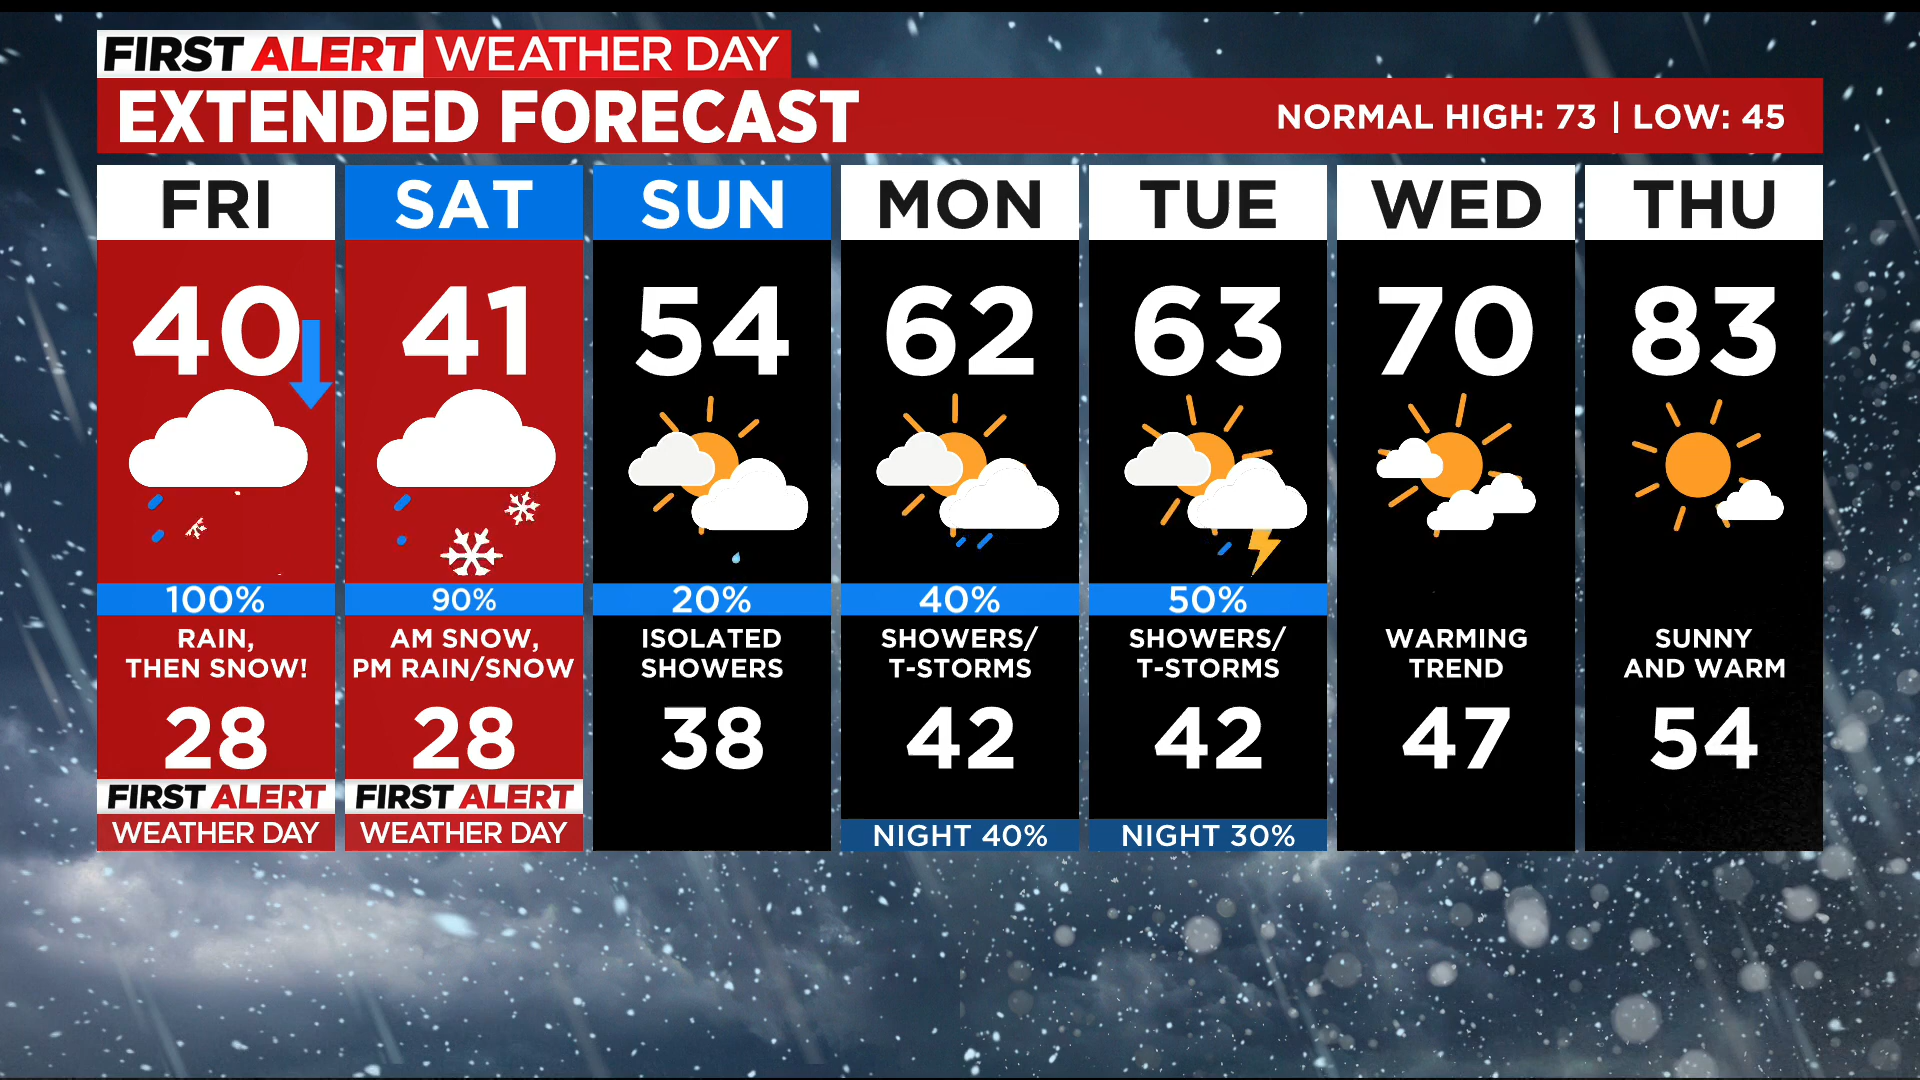 FIRST ALERT WEATHER DAY
EXTENDED FORECAST
NORMAL HIGH: 73 | LOW: 45
FRI
40
100%
RAIN,
THEN SNOW!
28
FIRST ALERT
WEATHER DAY
SAT
41
90%
AM SNOW,
PM RAIN/SNOW
28
FIRST ALERT
WEATHER DAY
SUN
54
20%
ISOLATED
SHOWERS
38
MON
62
40%
SHOWERS/
T-STORMS
42
NIGHT 40%
TUE
63
50%
SHOWERS/
T-STORMS
42
NIGHT 30%
WED
70
WARMING
TREND
47
THU
83
SUNNY
AND WARM
54